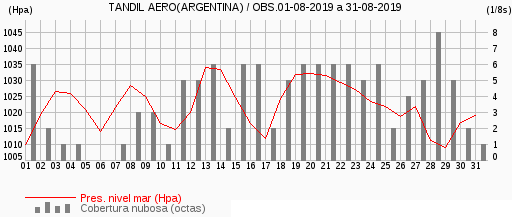 (Hpa) TANDIL AERO(ARGENTINA) / OBS.01-08-2019 a 31-08-2019 (1/8s)
1045 8
1040 7
1035 6
1030 5
1025 4
1020 3
1015 2
1010 1
1005 0
01 02 03 04 05 06 07 08 09 10 11 12 13 14 15 16 17 18 19 20 21 22 23 24 25 26 27 28 29 30 31
Pres. nivel mar (Hpa)
Cobertura nubosa (octas)